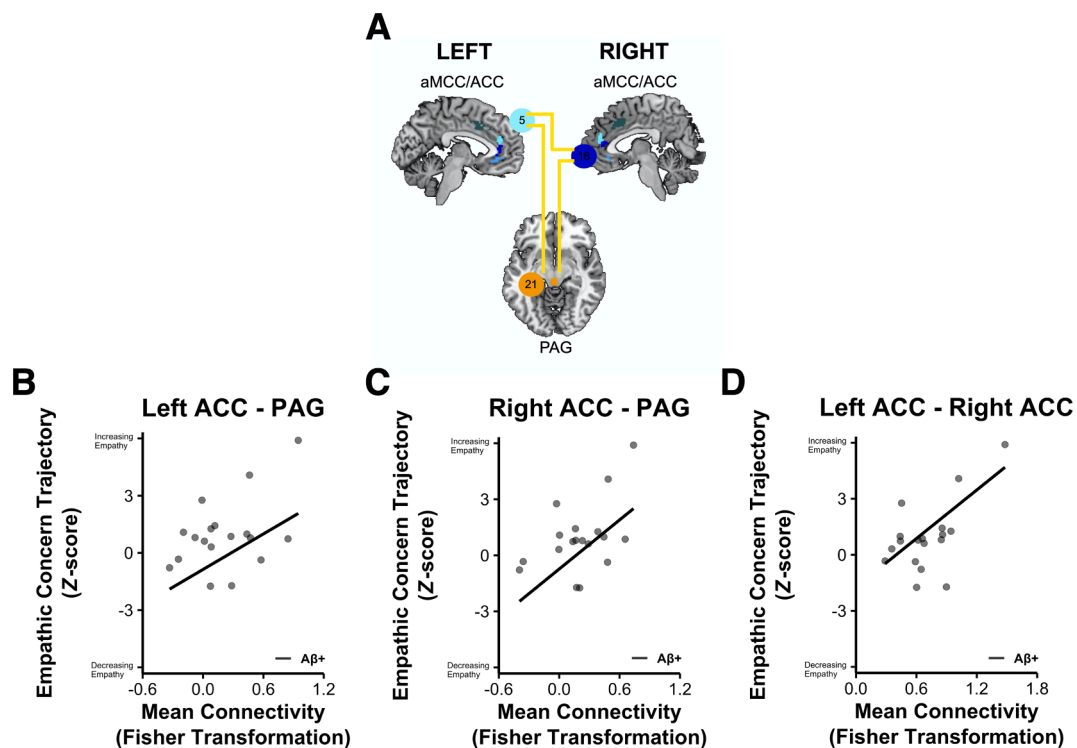 A
LEFT
RIGHT
aMCC/ACC
aMCC/ACC
5
16
21
PAG
B
Left ACC - PAG
Empathic Concern Trajectory
(Z-score)
Increasing
Empathy
3
0
-3
Decreasing
Empathy
Aβ+
-0.6 0.0 0.6 1.2
Mean Connectivity
(Fisher Transformation)
C
Right ACC - PAG
Empathic Concern Trajectory
(Z-score)
Increasing
Empathy
3
0
-3
Decreasing
Empathy
Aβ+
-0.6 0.0 0.6 1.2
Mean Connectivity
(Fisher Transformation)
D
Left ACC - Right ACC
Empathic Concern Trajectory
(Z-score)
Increasing
Empathy
3
0
-3
Decreasing
Empathy
Aβ+
0.0 0.6 1.2 1.8
Mean Connectivity
(Fisher Transformation)